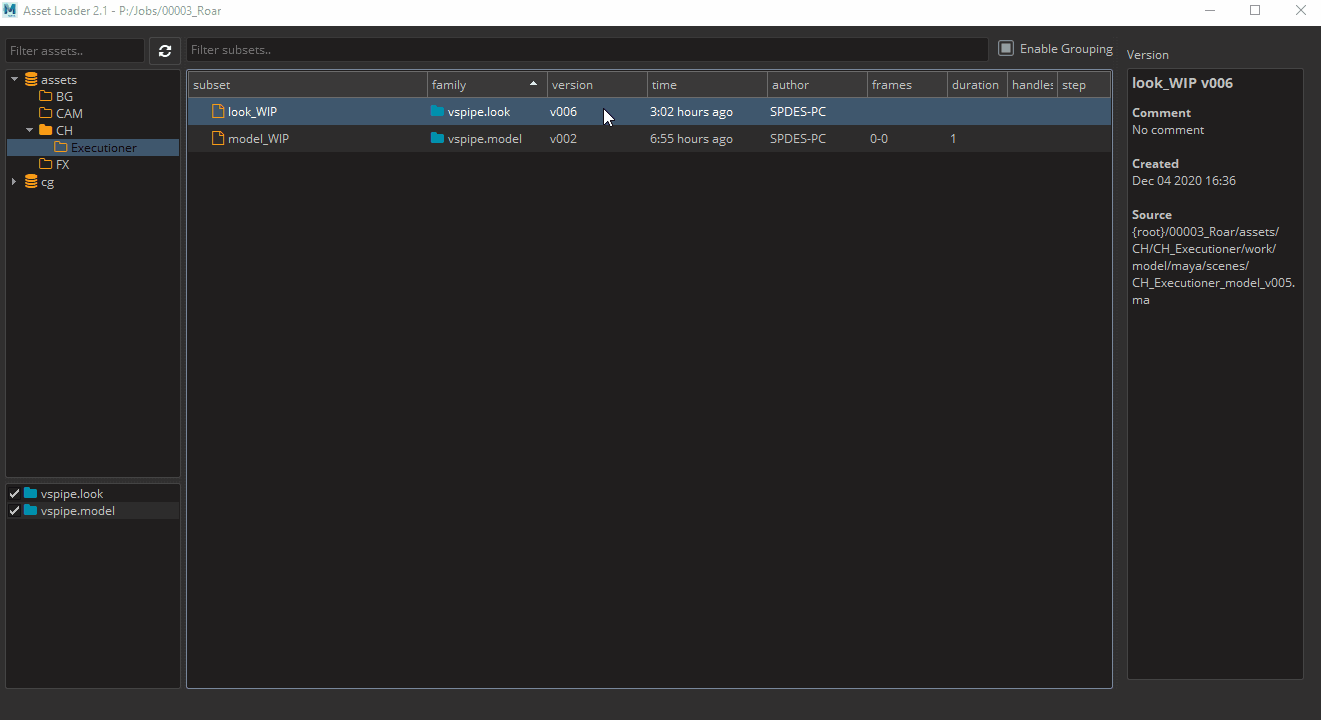 Asset Loader 2.1 - P:/Jobs/00003_Roar
Filter assets..
assets
BG
CAM
CH
Executioner
FX
cg
vspipe.look
vspipe.model
Filter subsets..
Enable Grouping
subset family version time author frames duration handles step
look_WIP vspipe.look v006 3:02 hours ago SPDES-PC
model_WIP vspipe.model v002 6:55 hours ago SPDES-PC 0-0 1
Version
look_WIP v006
Comment
No comment
Created
Dec 04 2020 16:36
Source
{root}/00003_Roar/assets/
CH/CH_Executioner/work/
model/maya/scenes/
CH_Executioner_model_v005.
ma